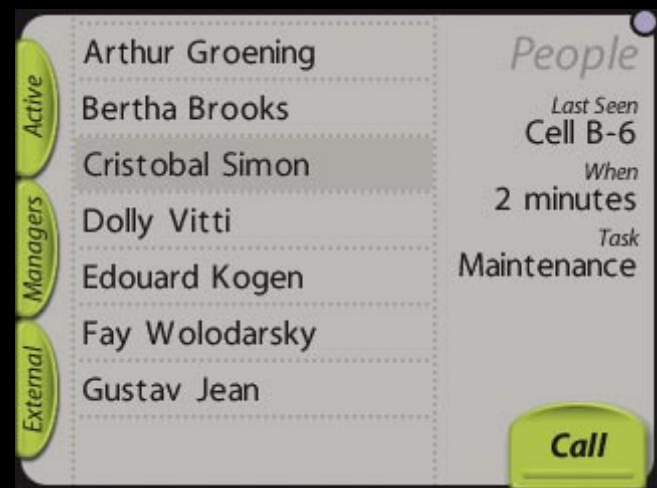 Active
Managers
External
Arthur Groening
Bertha Brooks
Cristobal Simon
Dolly Vitti
Edouard Kogen
Fay Wolodarsky
Gustav Jean
People
Last Seen
Cell B-6
When
2 minutes
Task
Maintenance
Call